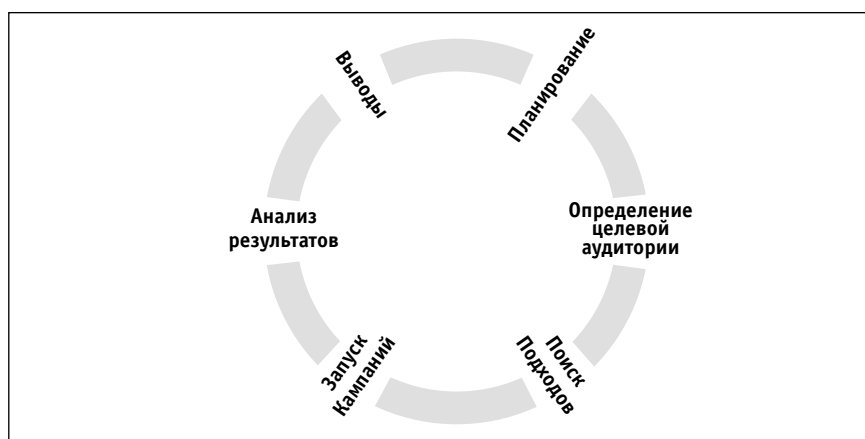 Выводы
Планирование
Определение
целевой
аудитории
Поиск
Подходов
Запуск
Кампаний
Анализ
результатов